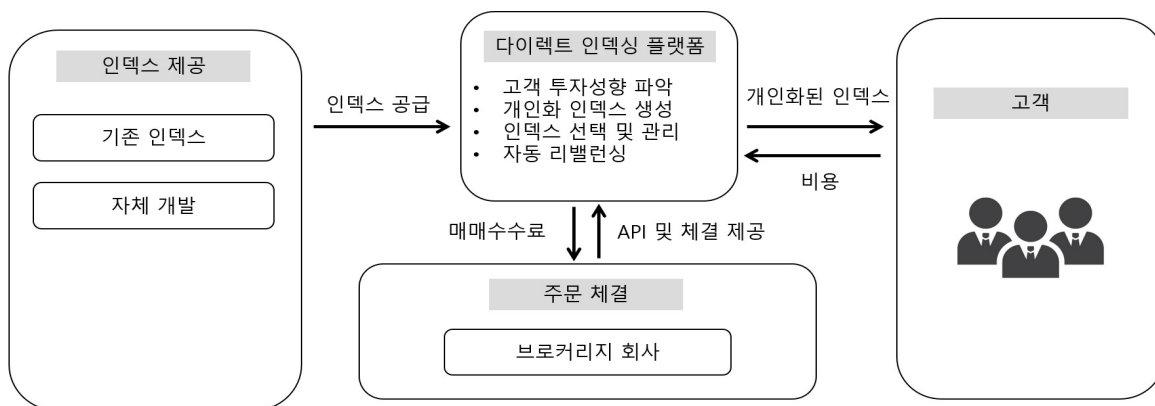 인덱스 제공
기존 인덱스
자체 개발
인덱스 공급
다이렉트 인덱싱 플랫폼
• 고객 투자성향 파악
• 개인화 인덱스 생성
• 인덱스 선택 및 관리
• 자동 리밸런싱
개인화된 인덱스
비용
고객
매매수수료
API 및 체결 제공
주문 체결
브로커리지 회사